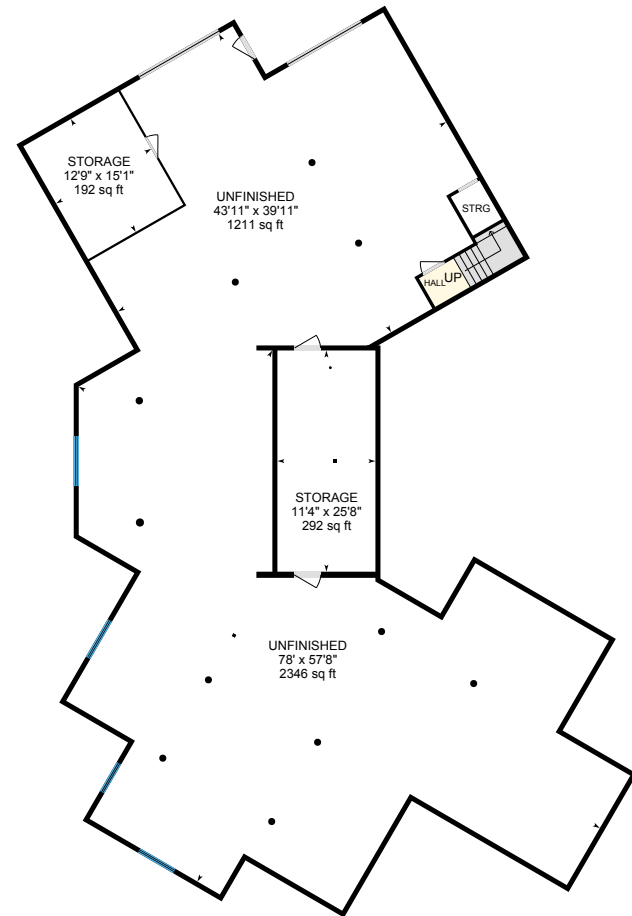 STORAGE
12'9" x 15'1"
192 sq ft
UNFINISHED
43'11" x 39'11"
1211 sq ft
STRG
HALL
UP
STORAGE
11'4" x 25'8"
292 sq ft
UNFINISHED
78' x 57'8"
2346 sq ft